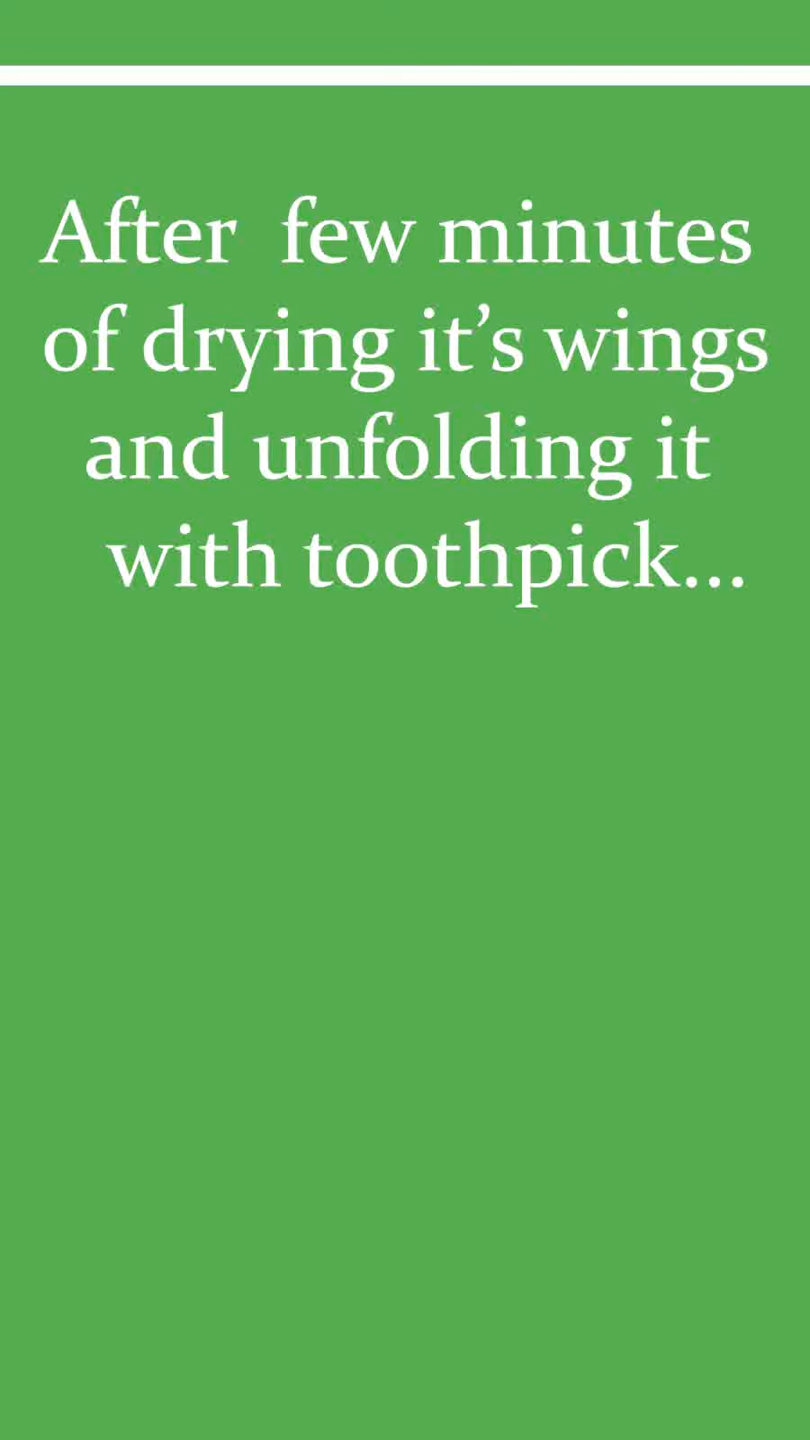 After few minutes
of drying it’s wings
and unfolding it
with toothpick...